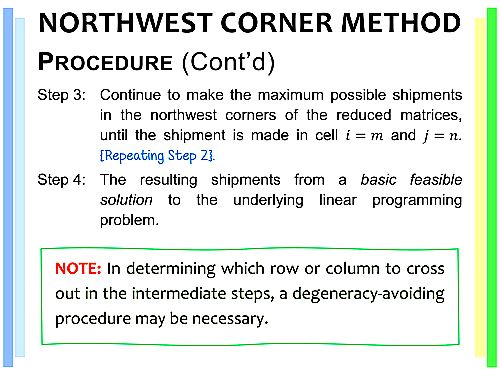 NORTHWEST CORNER METHOD
PROCEDURE (Cont'd)
Step 3: Continue to make the maximum possible shipments
in the northwest corners of the reduced matrices,
until the shipment is made in cell i = m and j = n.
[Repeating Step 2].
Step 4: The resulting shipments from a basic feasible
solution to the underlying linear programming
problem.
NOTE: In determining which row or column to cross
out in the intermediate steps, a degeneracy-avoiding
procedure may be necessary.